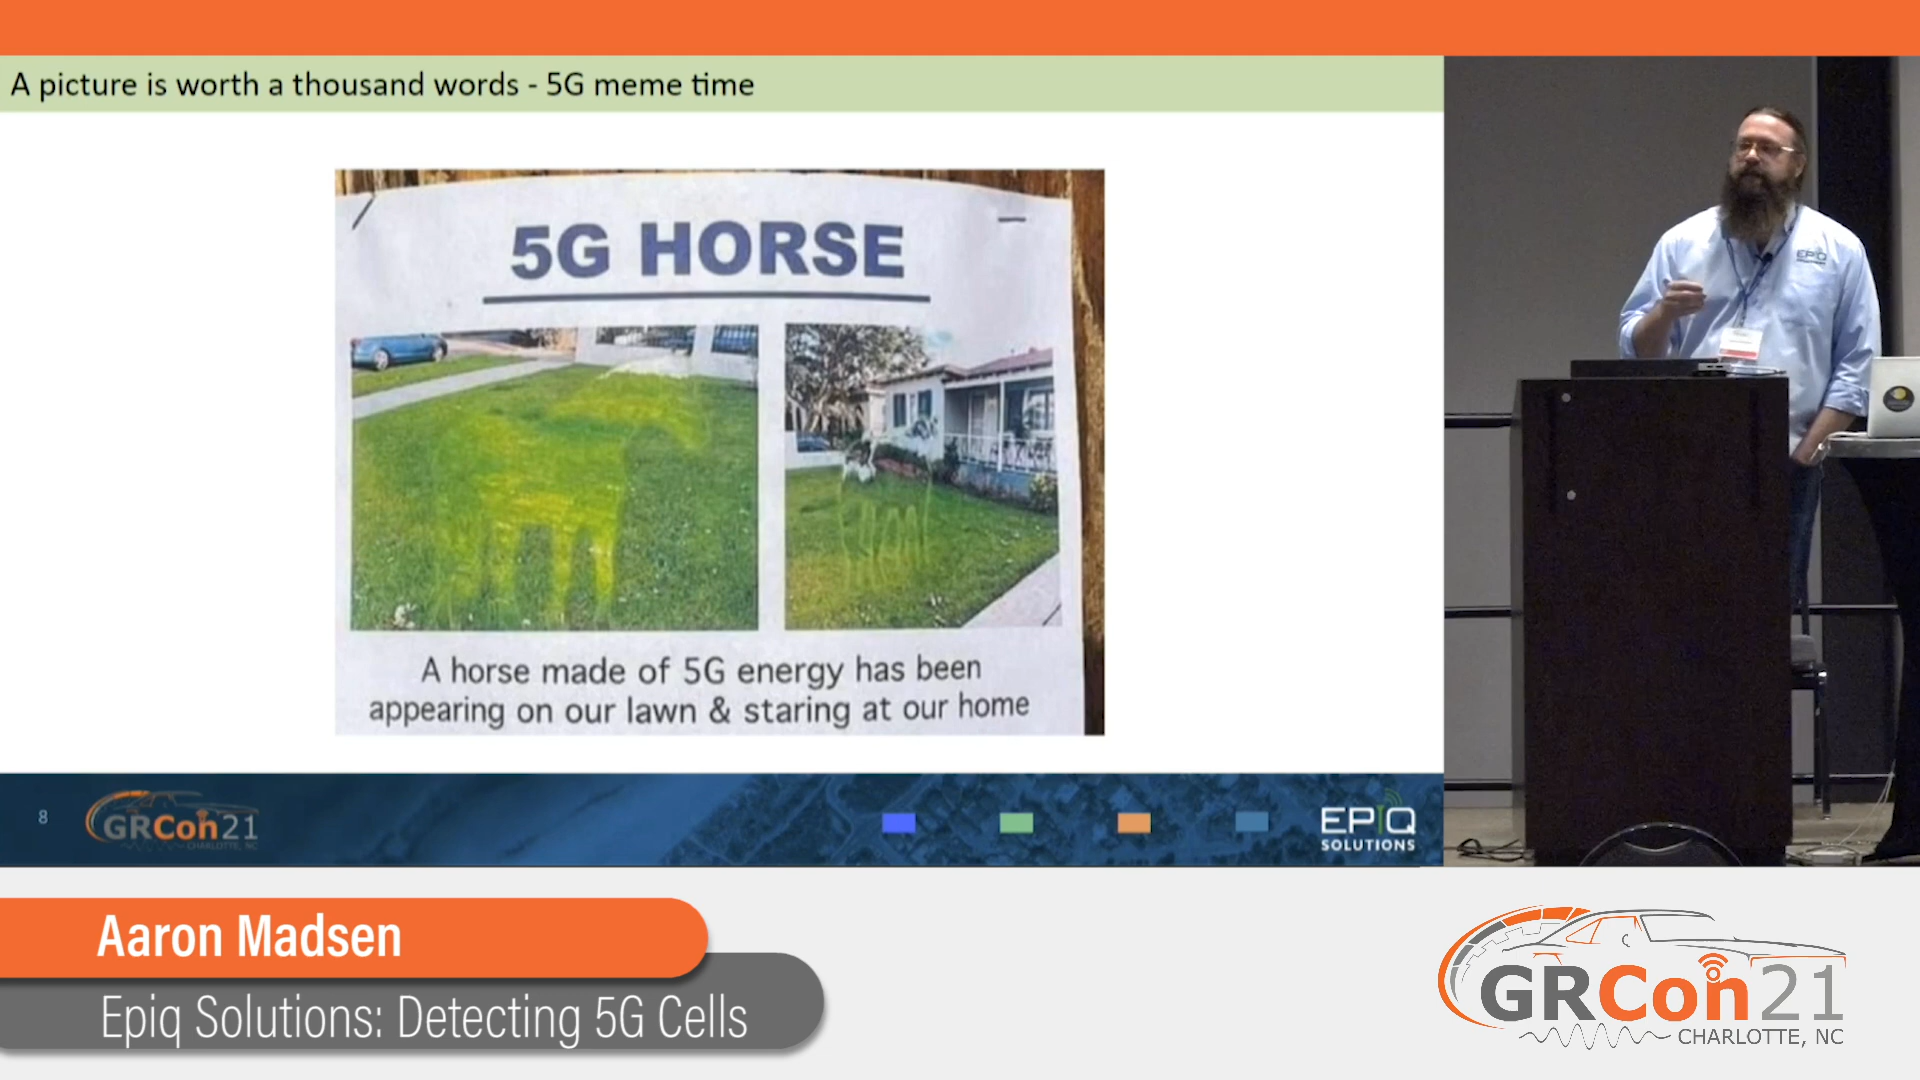 A picture is worth a thousand words - 5G meme time
5G HORSE
A horse made of 5G energy has been
appearing on our lawn & staring at our home
8
GRCon21
CHARLOTTE, NC
EPIQ
SOLUTIONS
EPIQ
Aaron Madsen
Epiq Solutions: Detecting 5G Cells
GRCon21
CHARLOTTE, NC